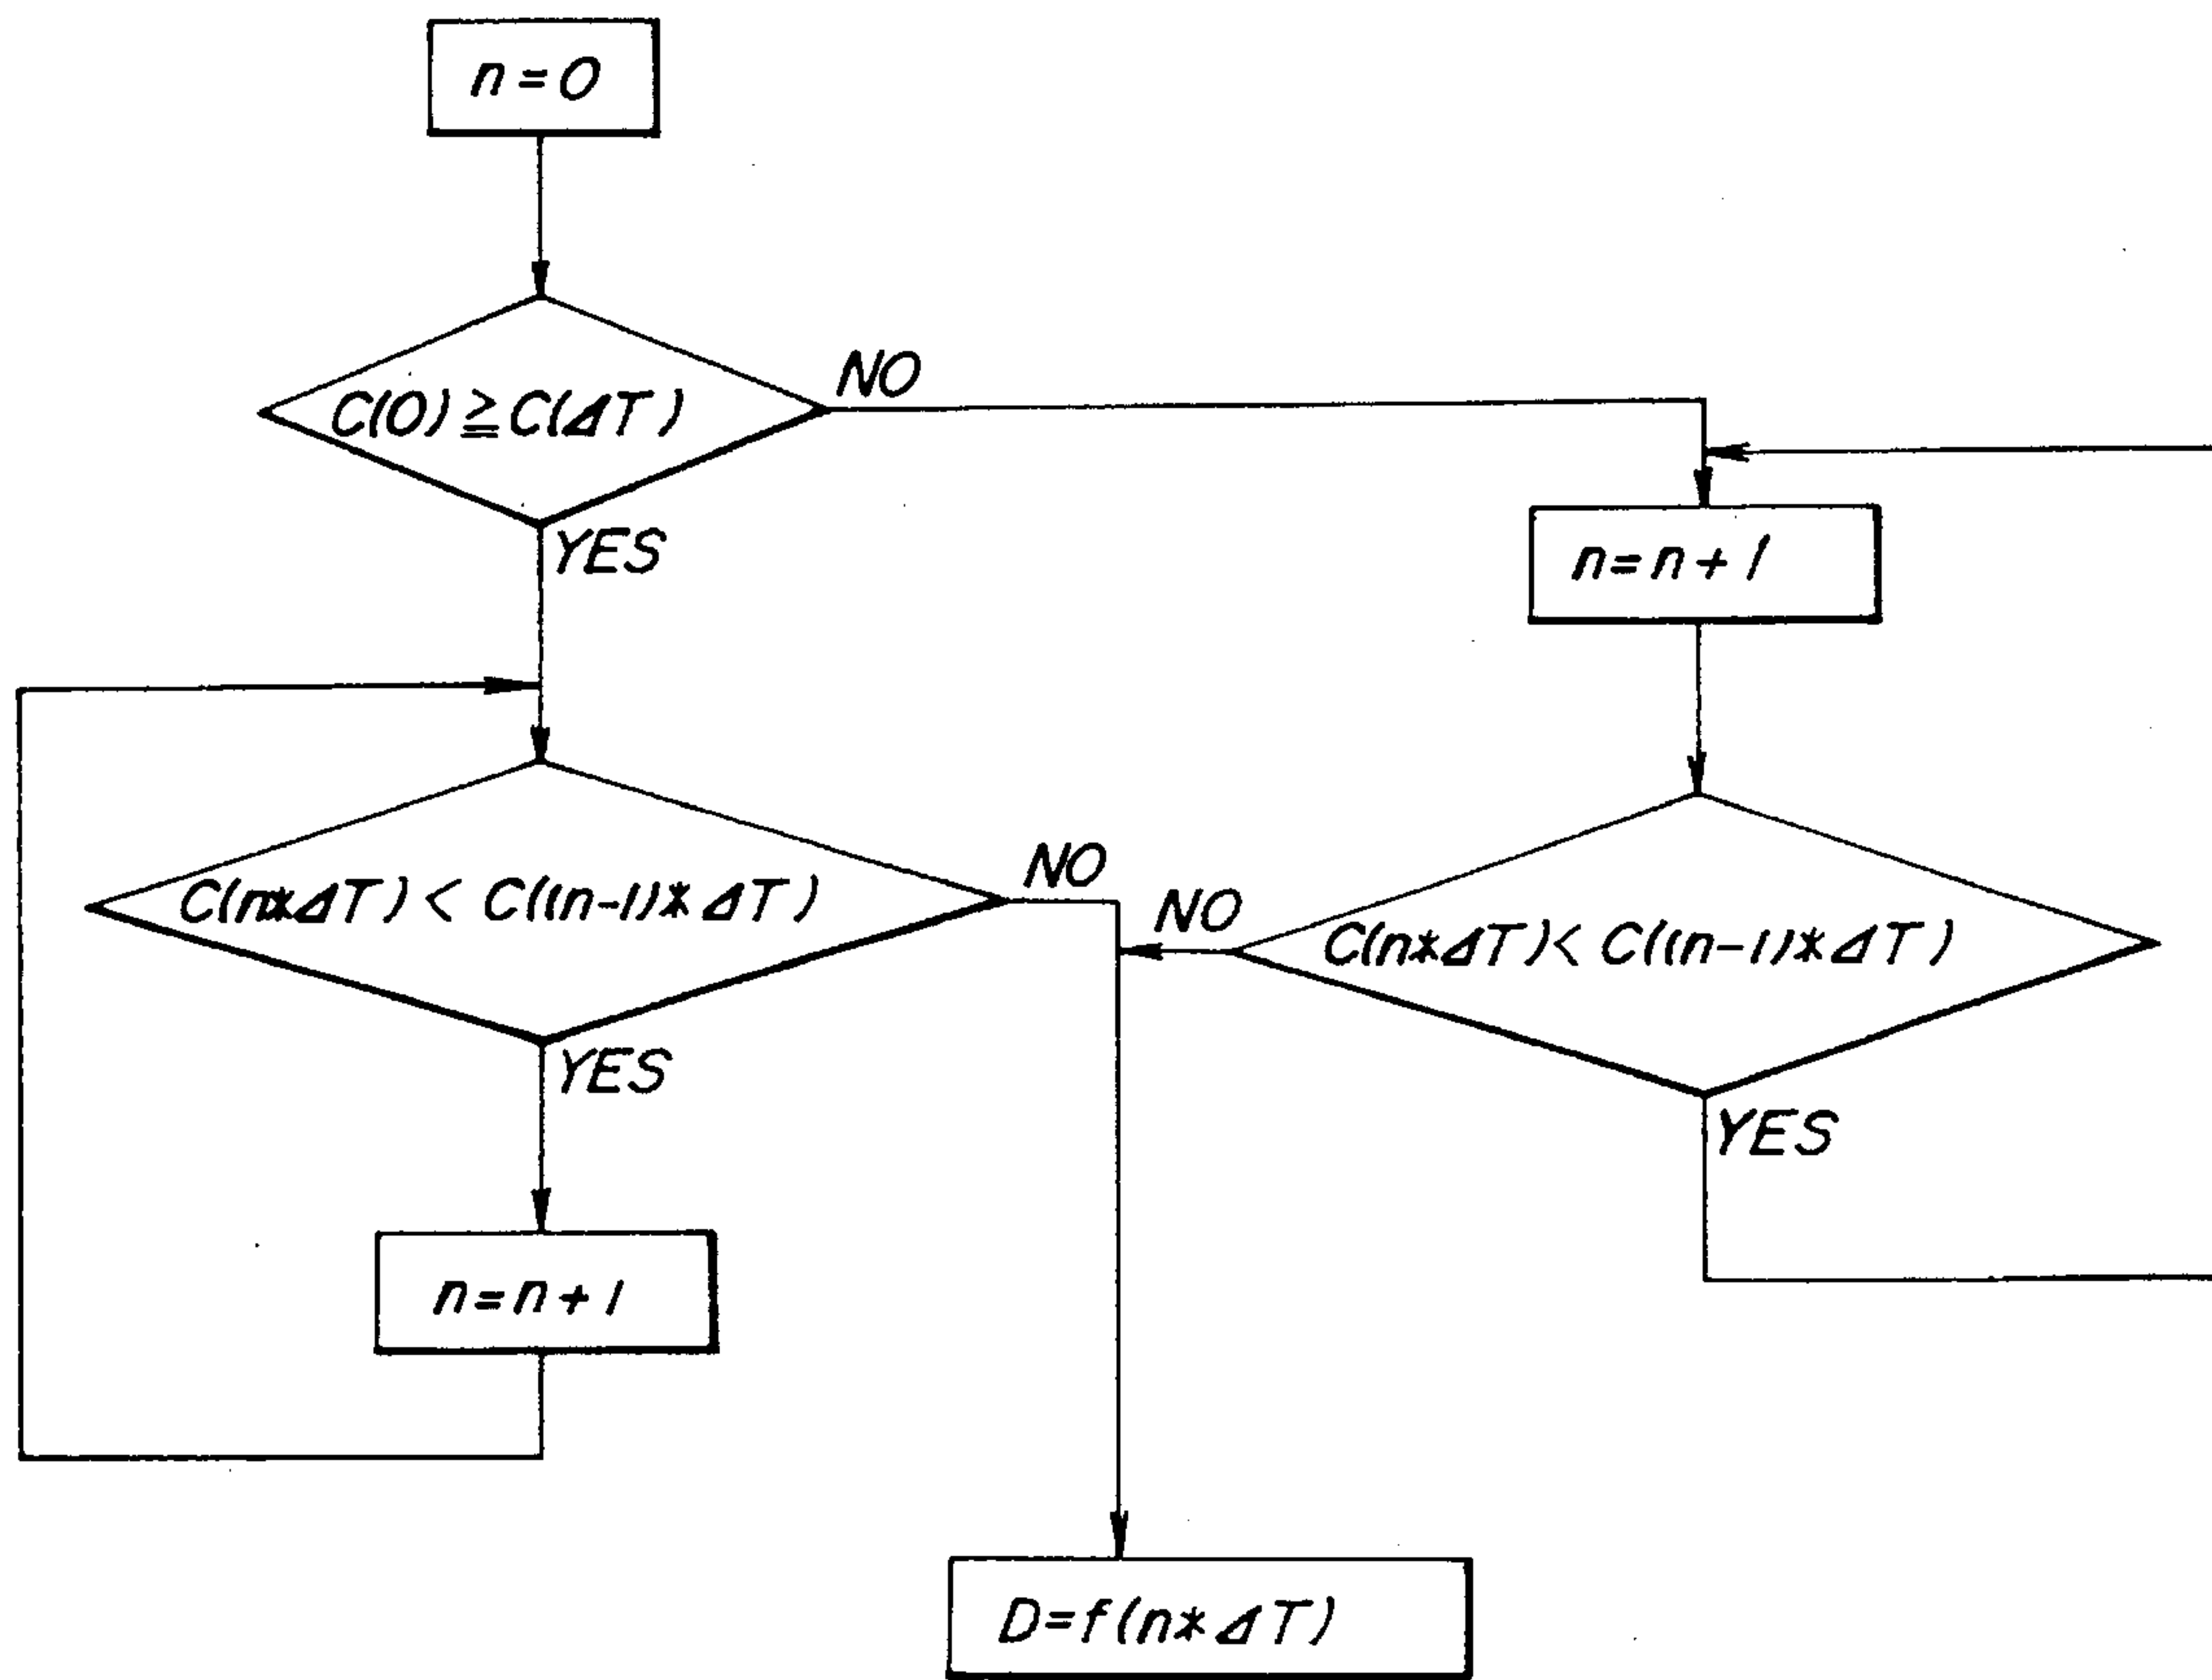 n=0
C(0)≧C(ΔT)
NO
YES
n=n+1
C(n*ΔT)<C((n-1)*ΔT)
NO
NO
C(n*ΔT)<C((n-1)*ΔT)
YES
YES
n=n+1
D=f(n*ΔT)